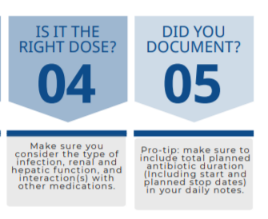 IS IT THE
RIGHT DOSE?
04
Make sure you
consider the type of
infection, renal and
hepatic function, and
interaction(s) with
other medications.
DID YOU
DOCUMENT?
05
Pro-tip: make sure to
include total planned
antibiotic duration
(including start and
planned stop dates)
in your daily notes.